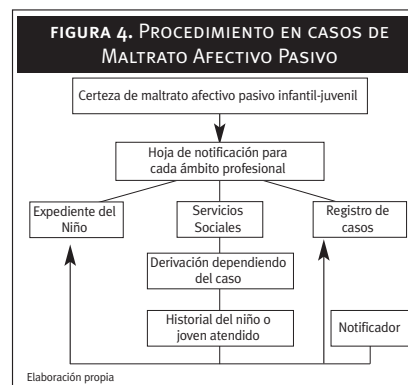 FIGURA 4. PROCEDIMIENTO EN CASOS DE
MALTRATO AFECTIVO PASIVO
Certeza de maltrato afectivo pasivo infantil-juvenil
Hoja de notificación para
cada ámbito profesional
Expediente del
Niño
Servicios
Sociales
Registro de
casos
Derivación dependiendo
del caso
Historial del niño o
joven atendido
Notificador
Elaboración propia